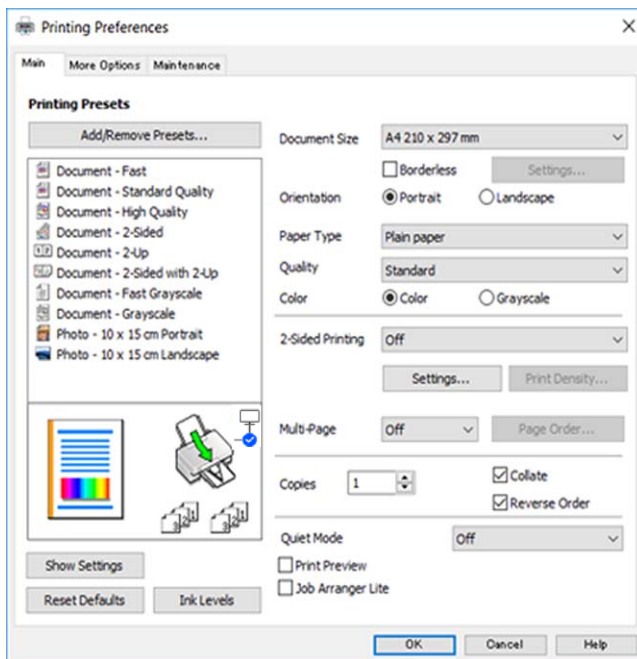 Printing Preferences
Main More Options Maintenance
Printing Presets
Add/Remove Presets...
Document - Fast
Document - Standard Quality
Document - High Quality
Document - 2-Sided
Document - 2-Up
Document - 2-Sided with 2-Up
Document - Fast Grayscale
Document - Grayscale
Photo - 10 x 15 cm Portrait
Photo - 10 x 15 cm Landscape
Show Settings
Reset Defaults Ink Levels
Document Size A4 210 x 297 mm
Borderless Settings...
Orientation Portrait Landscape
Paper Type Plain paper
Quality Standard
Color Color Grayscale
2-Sided Printing Off
Settings... Print Density...
Multi-Page Off Page Order...
Copies 1 Collate
Reverse Order
Quiet Mode Off
Print Preview
Job Arranger Lite
OK Cancel Help